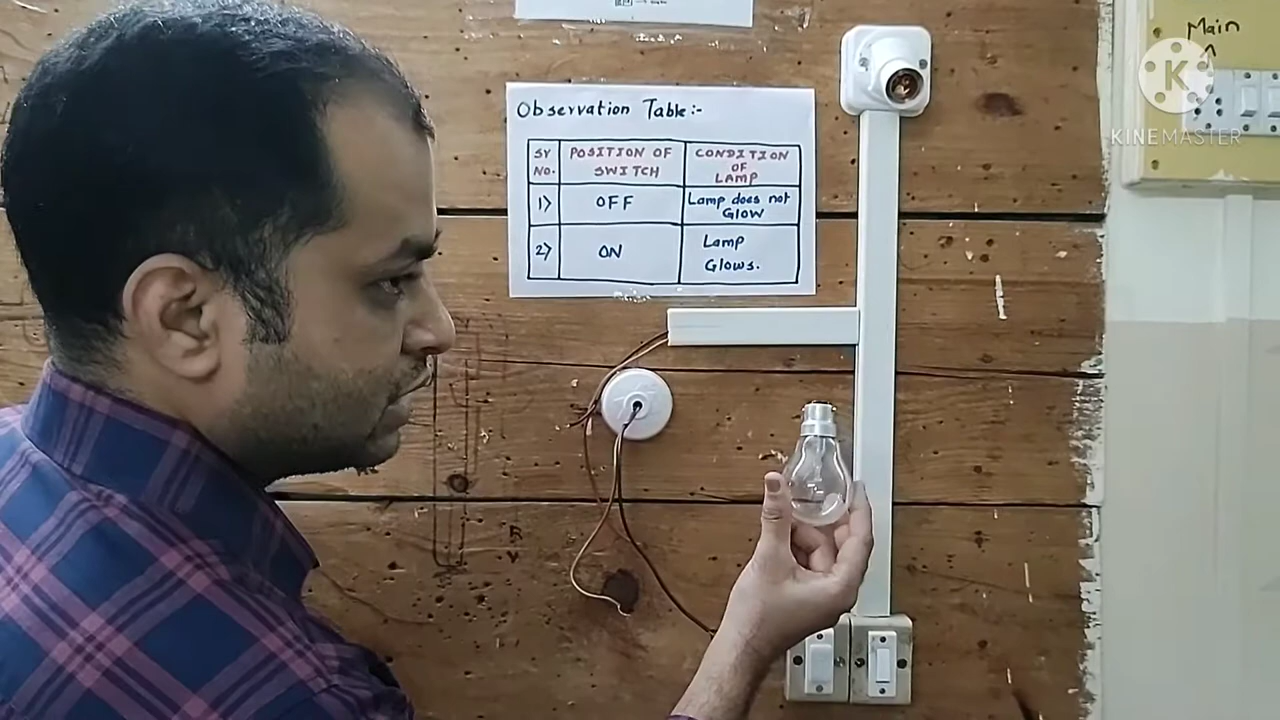 Observation Table:-
SY NO.
POSITION OF SWITCH
CONDITION OF LAMP
1)
OFF
Lamp does not GLOW
2)
ON
Lamp Glows.
Main
K
KINEMASTER